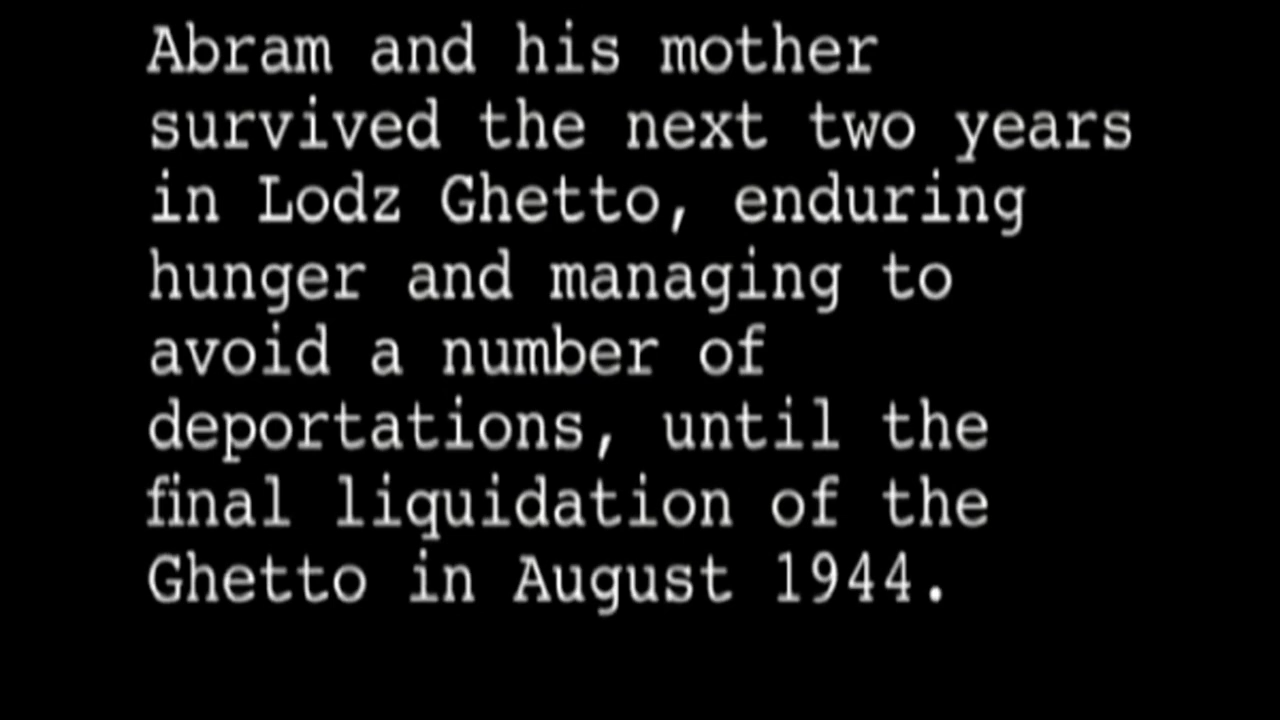 Abram and his mother
survived the next two years
in Lodz Ghetto, enduring
hunger and managing to
avoid a number of
deportations, until the
final liquidation of the
Ghetto in August 1944.